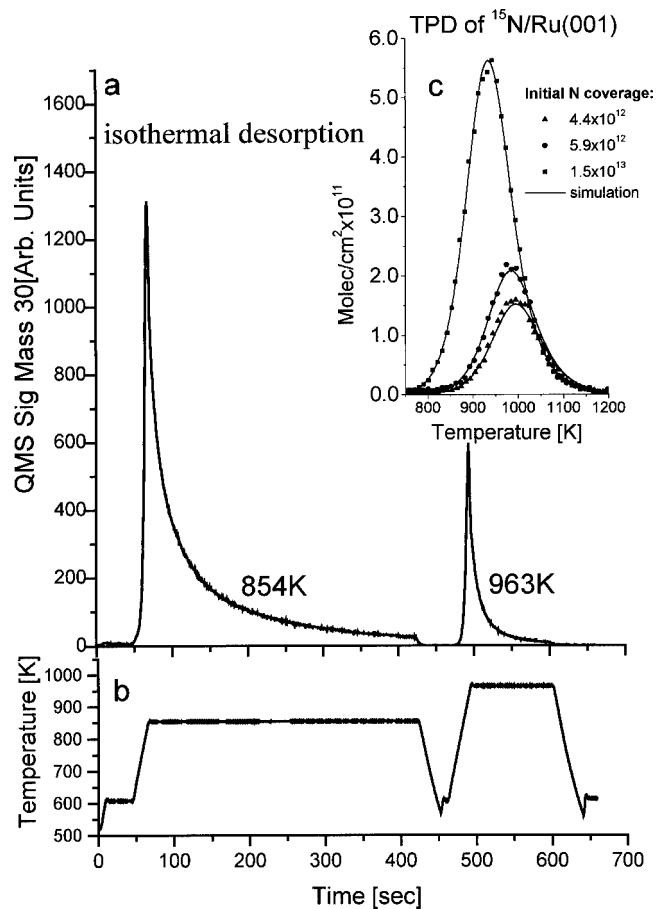 TPD of ¹⁵N/Ru(001)
a
isothermal desorption
QMS Sig Mass 30[Arb. Units]
1600
1400
1200
1000
800
600
400
200
0
854K
963K
c
Molec/cm²x10¹¹
6.0
5.0
4.0
3.0
2.0
1.0
0.0
Initial N coverage:
4.4x10¹²
5.9x10¹²
1.5x10¹³
simulation
800 900 1000 1100 1200
Temperature [K]
b
Temperature [K]
1000
900
800
700
600
500
0 100 200 300 400 500 600 700
Time [sec]